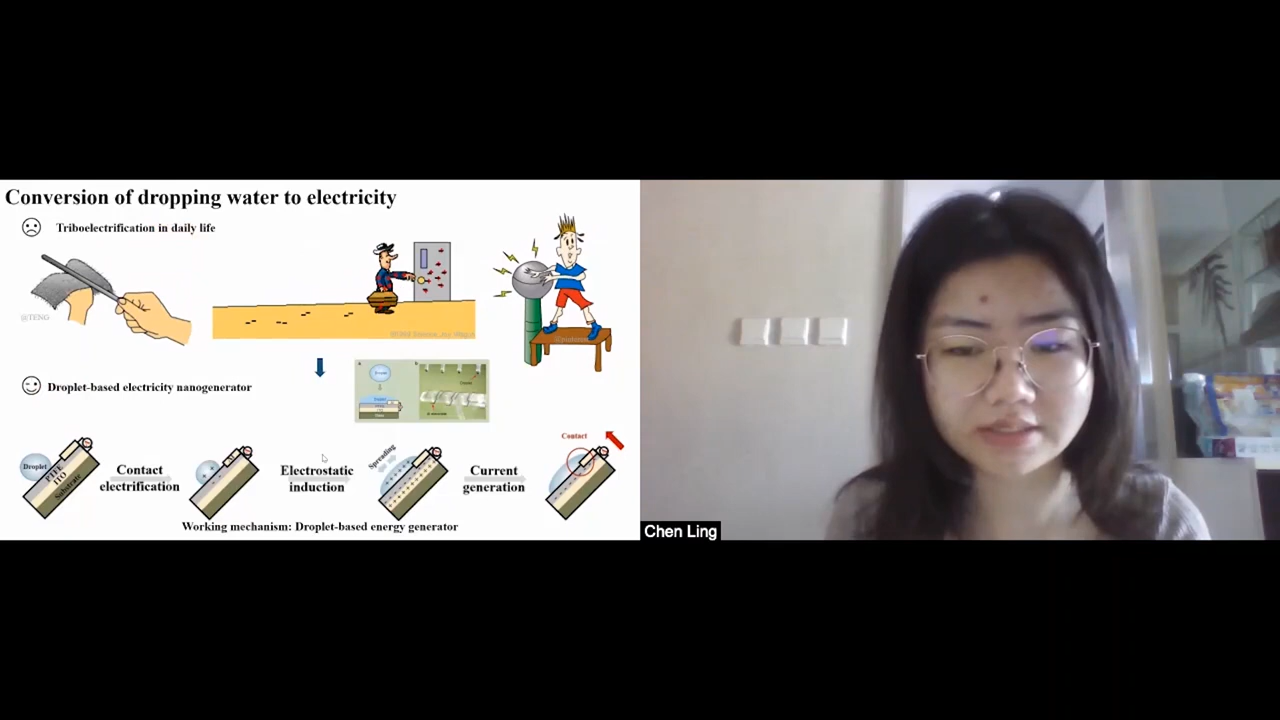 Conversion of dropping water to electricity
Triboelectrification in daily life
@TENG
Droplet-based electricity nanogenerator
Droplet
PTFE
ITO
Substrate
Contact
electrification
Electrostatic
induction
Spreading
Current
generation
Contact
Working mechanism: Droplet-based energy generator
Chen Ling